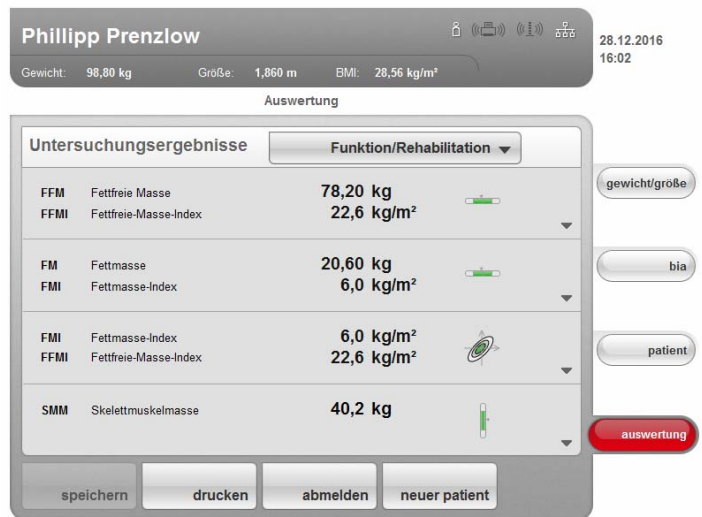 Phillipp Prenzlow
28.12.2016
16:02
Gewicht: 98,80 kg Größe: 1,860 m BMI: 28,56 kg/m²
Auswertung
Untersuchungsergebnisse Funktion/Rehabilitation
FFM Fettfreie Masse 78,20 kg
FFMI Fettfreie-Masse-Index 22,6 kg/m²
FM Fettmasse 20,60 kg
FMI Fettmasse-Index 6,0 kg/m²
FMI Fettmasse-Index 6,0 kg/m²
FFMI Fettfreie-Masse-Index 22,6 kg/m²
SMM Skelettmuskelmasse 40,2 kg
gewicht/größe
bia
patient
auswertung
speichern drucken abmelden neuer patient